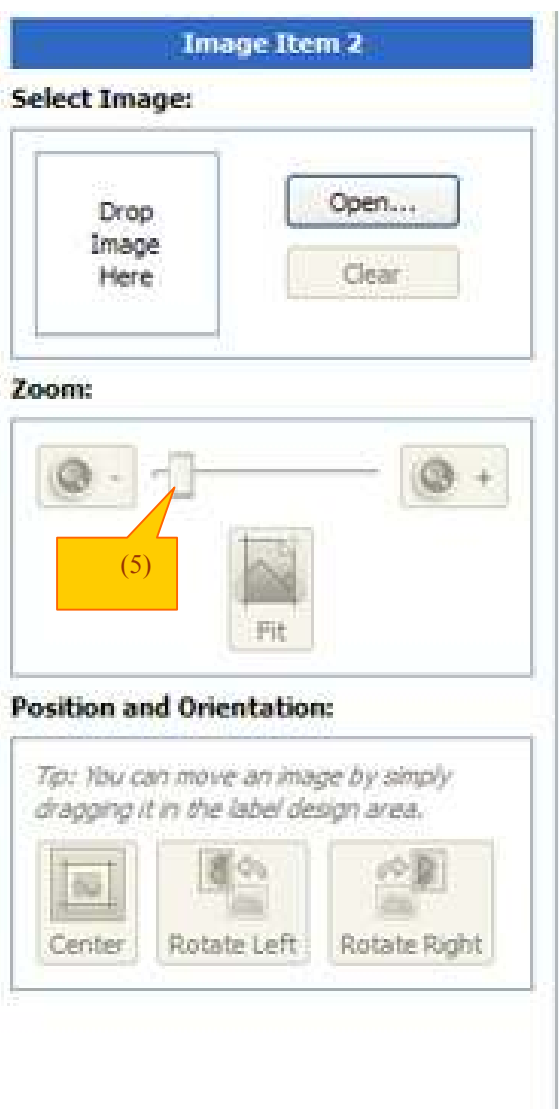 Image Item 2
Select Image:
Drop
Image
Here
Open...
Clear
Zoom:
-
+
(5)
Fit
Position and Orientation:
Tip: You can move an image by simply
dragging it in the label design area.
Center
Rotate Left
Rotate Right